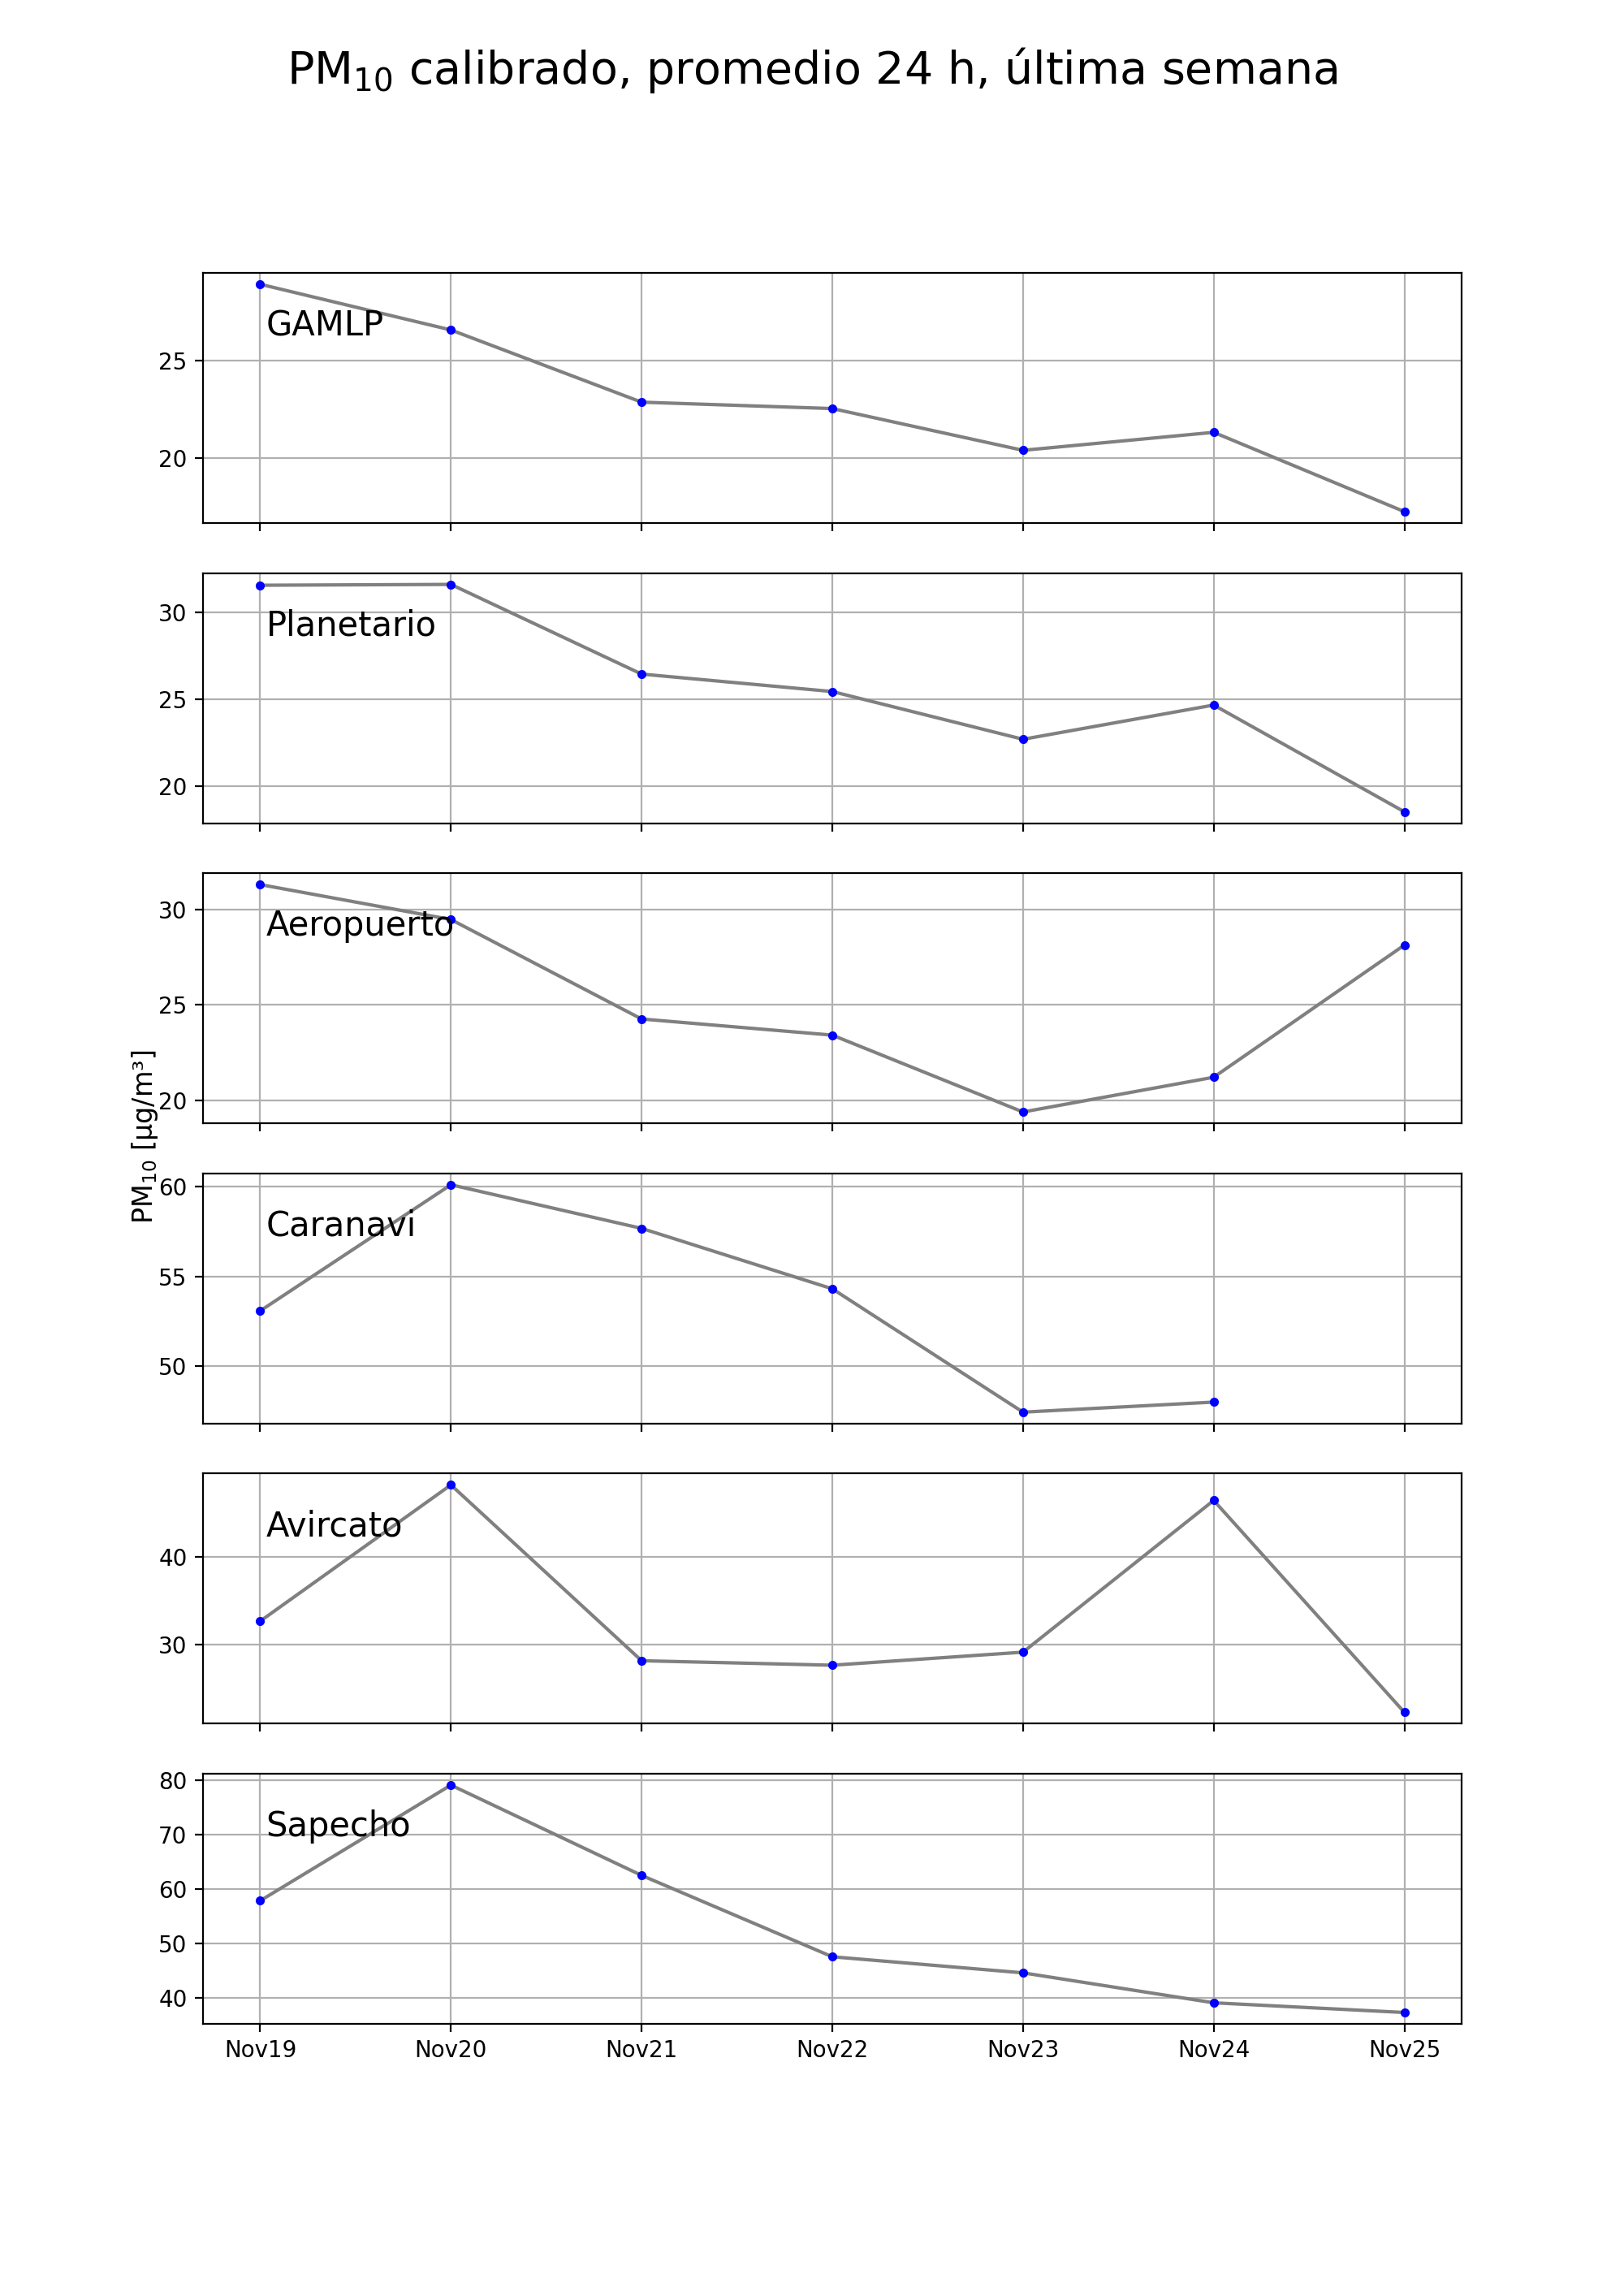 PM₁₀ calibrado, promedio 24 h, última semana
GAMLP
25
20
Planetario
30
25
20
Aeropuerto
30
25
20
PM₁₀ [µg/m³]
Caranavi
60
55
50
Avircato
40
30
Sapecho
80
70
60
50
40
Nov19 Nov20 Nov21 Nov22 Nov23 Nov24 Nov25